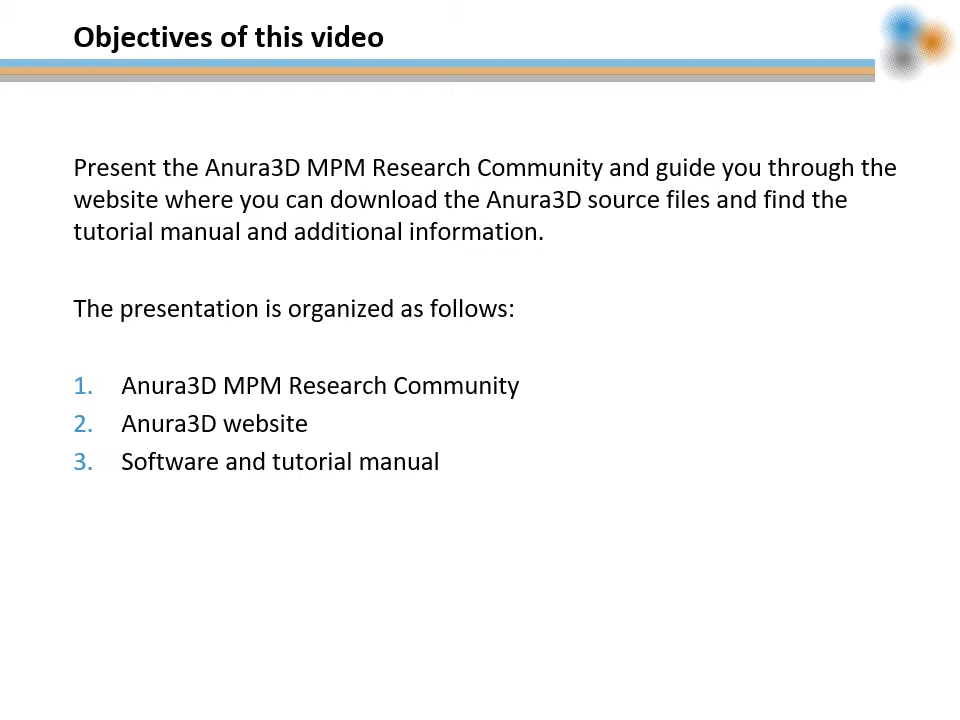 Objectives of this video
Present the Anura3D MPM Research Community and guide you through the
website where you can download the Anura3D source files and find the
tutorial manual and additional information.
The presentation is organized as follows:
1. Anura3D MPM Research Community
2. Anura3D website
3. Software and tutorial manual